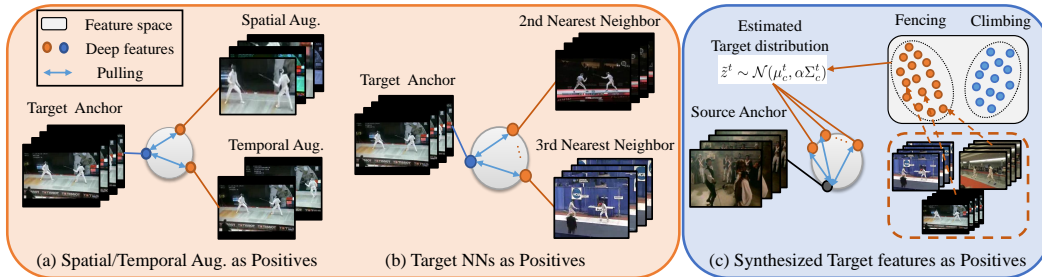 Feature space
Deep features
Pulling
Spatial Aug.
Target Anchor
Temporal Aug.
(a) Spatial/Temporal Aug. as Positives
2nd Nearest Neighbor
Target Anchor
3rd Nearest Neighbor
(b) Target NNs as Positives
Estimated
Target distribution
z̃ᵗ ~ 𝒩(μ_c^t, αΣ_c^t)
Fencing Climbing
Source Anchor
(c) Synthesized Target features as Positives